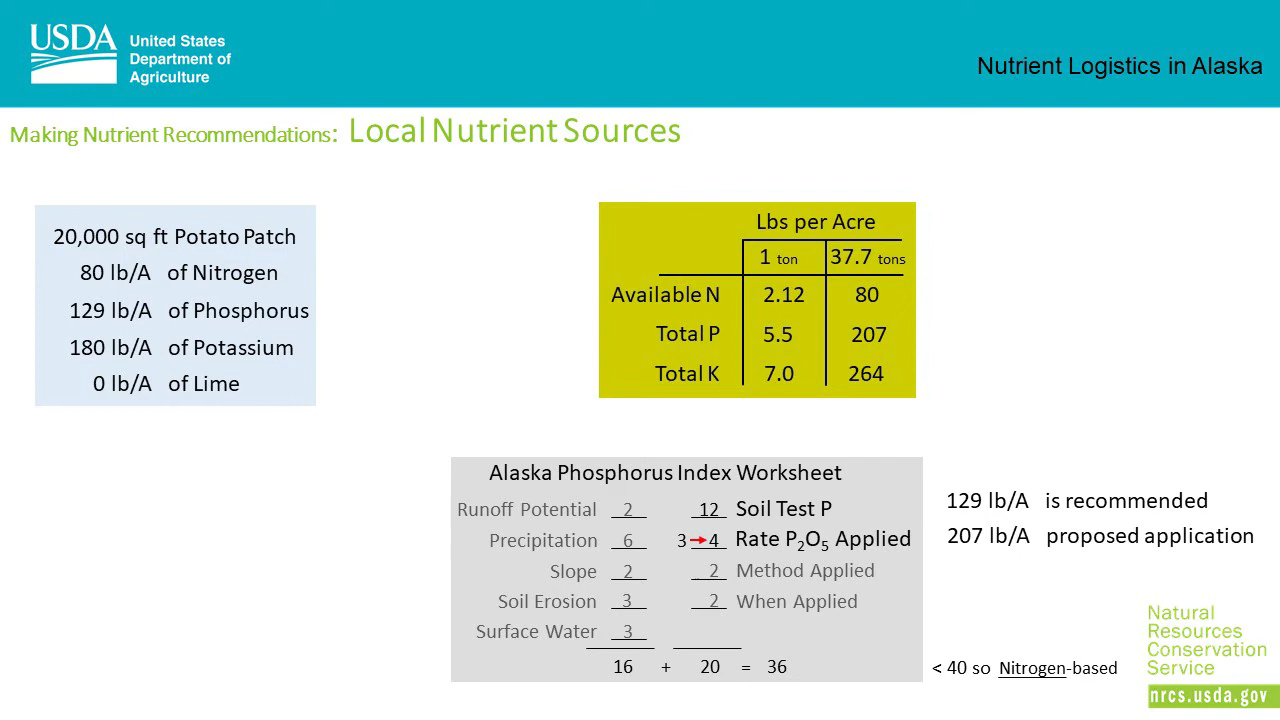 USDA
United States
Department of
Agriculture
Nutrient Logistics in Alaska
Making Nutrient Recommendations: Local Nutrient Sources
20,000 sq ft Potato Patch
80 lb/A of Nitrogen
129 lb/A of Phosphorus
180 lb/A of Potassium
0 lb/A of Lime
Lbs per Acre
1 ton 37.7 tons
Available N 2.12 80
Total P 5.5 207
Total K 7.0 264
Alaska Phosphorus Index Worksheet
Runoff Potential 2 12 Soil Test P
Precipitation 6 3→4 Rate P₂O₅ Applied
Slope 2 2 Method Applied
Soil Erosion 3 2 When Applied
Surface Water 3
16 + 20 = 36
129 lb/A is recommended
207 lb/A proposed application
< 40 so Nitrogen-based
Natural
Resources
Conservation
Service
nrcs.usda.gov